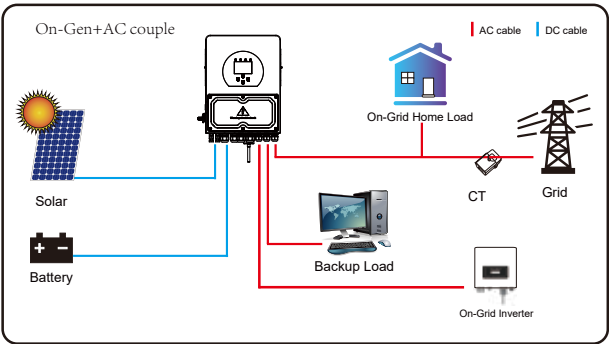 On-Gen+AC couple
AC cable
DC cable
On-Grid Home Load
Solar
CT
Grid
Battery
Backup Load
On-Grid Inverter